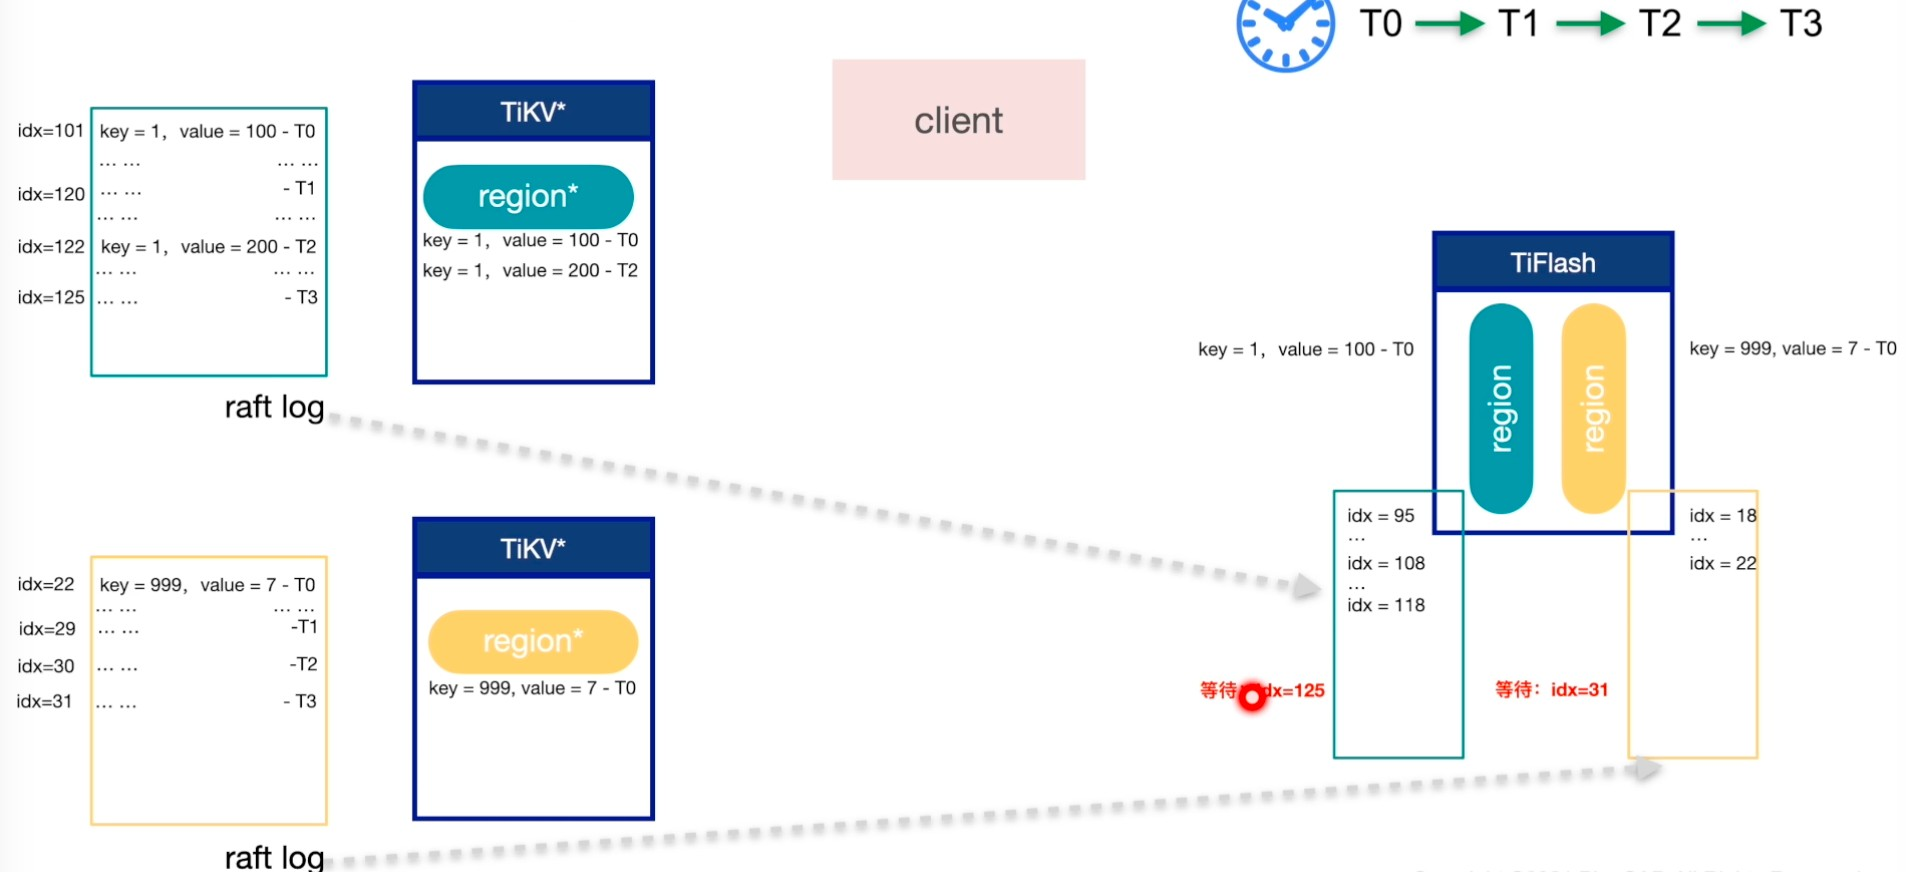 T0 T1 T2 T3
client
idx=101 key = 1, value = 100 - T0
... ... ... ...
idx=120 ... ... - T1
... ... ... ...
idx=122 key = 1, value = 200 - T2
... ... ... ...
idx=125 ... ... - T3
raft log
TiKV*
region*
key = 1, value = 100 - T0
key = 1, value = 200 - T2
idx=22 key = 999, value = 7 - T0
... ... ... ...
idx=29 ... ... -T1
idx=30 ... ... -T2
idx=31 ... ... - T3
raft log
TiKV*
region*
key = 999, value = 7 - T0
TiFlash
region
region
key = 1, value = 100 - T0
key = 999, value = 7 - T0
idx = 95
...
idx = 108
...
idx = 118
等待 dx=125
idx = 18
...
idx = 22
等待：idx=31